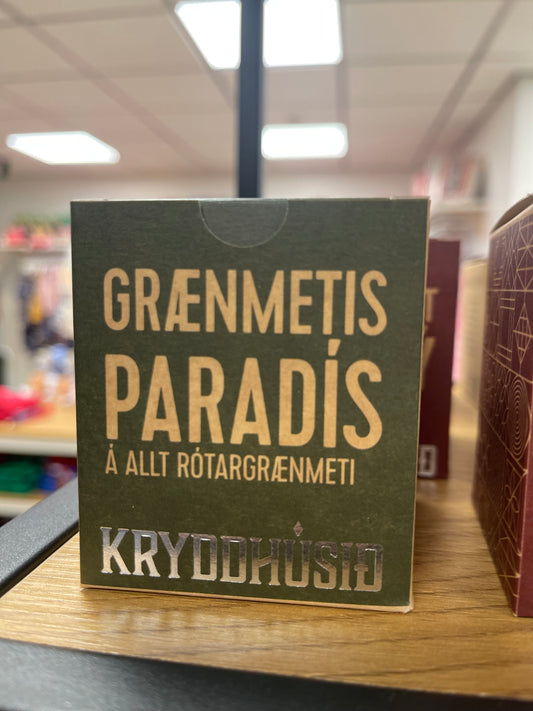 GRÆNMETIS
PARADÍS
Á ALLT RÓTARGRÆNMETI
KRYDDHÚSIÐ